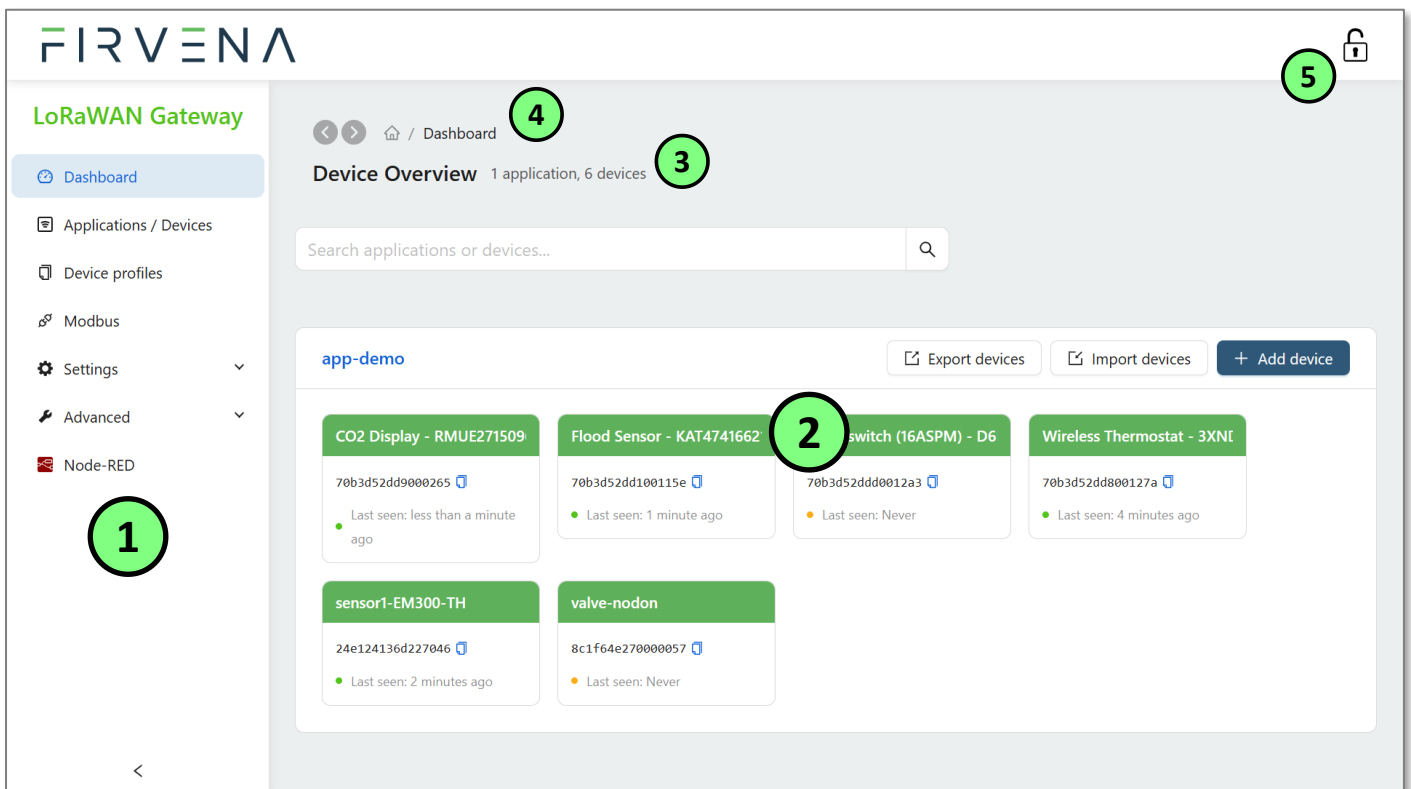 FIRVENA
5
LoRaWAN Gateway
4
/ Dashboard
Device Overview 1 application, 6 devices
3
Dashboard
Applications / Devices
Device profiles
Modbus
Settings
Advanced
Node-RED
1
Search applications or devices...
app-demo
Export devices
Import devices
+ Add device
2
CO2 Display - RMUE271509
70b3d52dd9000265
Last seen: less than a minute
ago
Flood Sensor - KAT4741662
70b3d52dd100115e
Last seen: 1 minute ago
switch (16ASPM) - D6
70b3d52ddd0012a3
Last seen: Never
Wireless Thermostat - 3XND
70b3d52dd800127a
Last seen: 4 minutes ago
sensor1-EM300-TH
24e124136d227046
Last seen: 2 minutes ago
valve-nodon
8c1f64e270000057
Last seen: Never